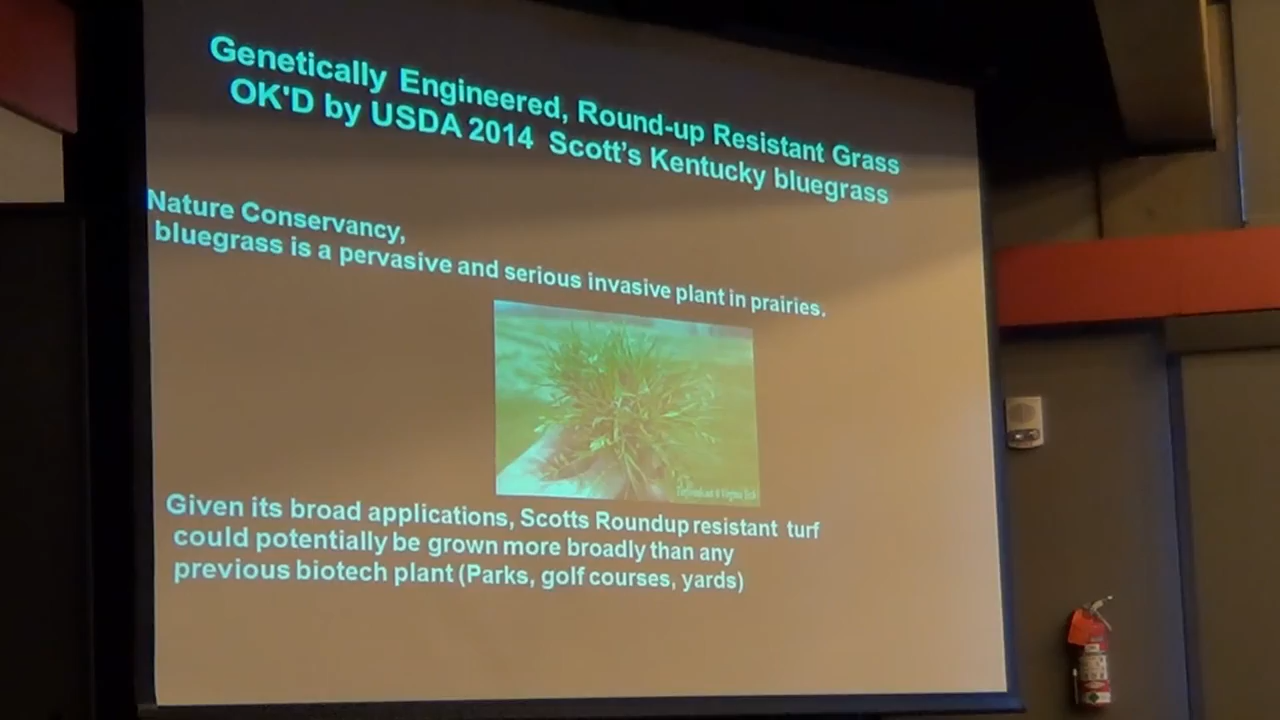 Genetically Engineered, Round-up Resistant Grass
OK'D by USDA 2014 Scott's Kentucky bluegrass
Nature Conservancy,
bluegrass is a pervasive and serious invasive plant in prairies.
Given its broad applications, Scotts Roundup resistant turf
could potentially be grown more broadly than any
previous biotech plant (Parks, golf courses, yards)